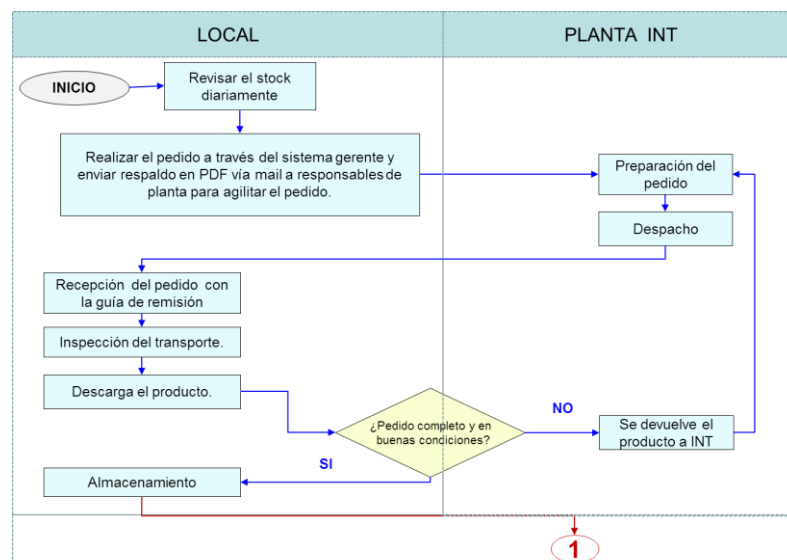 LOCAL
PLANTA INT
INICIO
Revisar el stock
diariamente
Realizar el pedido a través del sistema gerente y
enviar respaldo en PDF vía mail a responsables de
planta para agilitar el pedido.
Preparación del
pedido
Despacho
Recepción del pedido con
la guía de remisión
Inspección del transporte.
Descarga el producto.
¿Pedido completo y en
buenas condiciones?
NO
Se devuelve el
producto a INT
SI
Almacenamiento
1